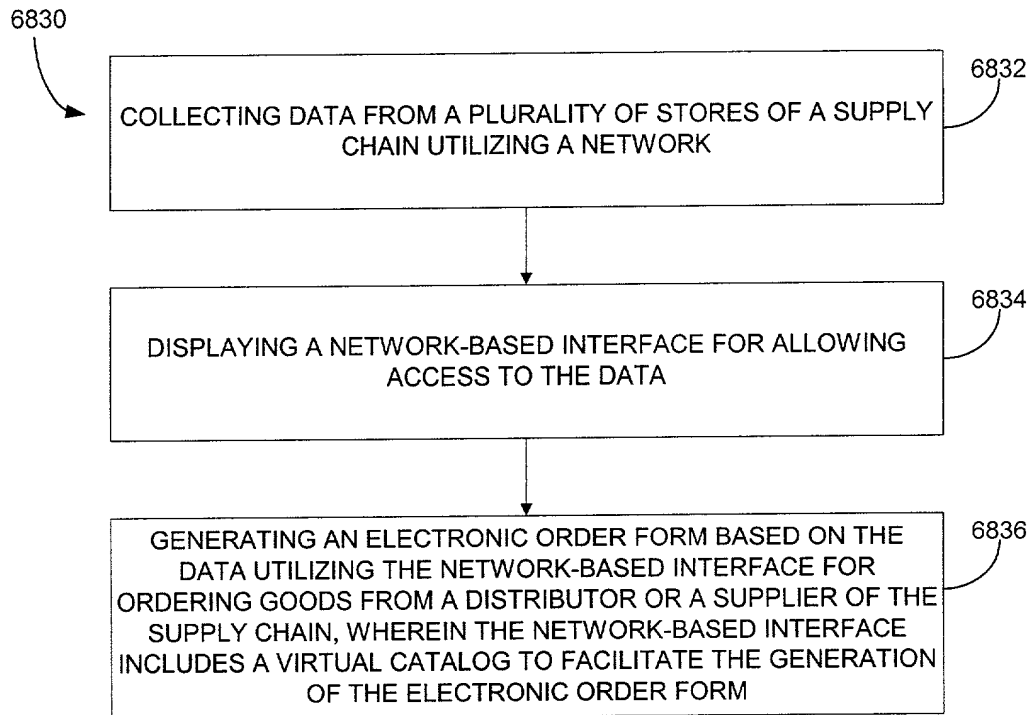 6830
6832
COLLECTING DATA FROM A PLURALITY OF STORES OF A SUPPLY
CHAIN UTILIZING A NETWORK
6834
DISPLAYING A NETWORK-BASED INTERFACE FOR ALLOWING
ACCESS TO THE DATA
6836
GENERATING AN ELECTRONIC ORDER FORM BASED ON THE
DATA UTILIZING THE NETWORK-BASED INTERFACE FOR
ORDERING GOODS FROM A DISTRIBUTOR OR A SUPPLIER OF THE
SUPPLY CHAIN, WHEREIN THE NETWORK-BASED INTERFACE
INCLUDES A VIRTUAL CATALOG TO FACILITATE THE GENERATION
OF THE ELECTRONIC ORDER FORM